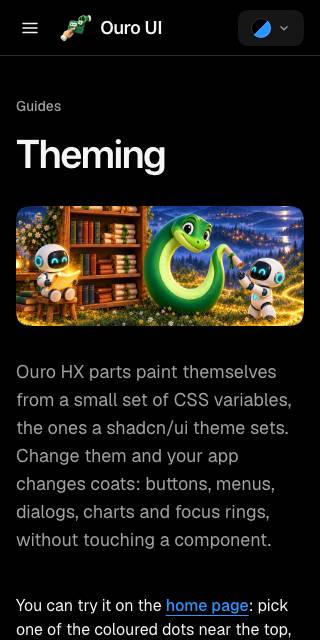 Ouro UI
Guides
Theming
Ouro HX parts paint themselves
from a small set of CSS variables,
the ones a shadcn/ui theme sets.
Change them and your app
changes coats: buttons, menus,
dialogs, charts and focus rings,
without touching a component.
You can try it on the home page: pick
one of the coloured dots near the top,